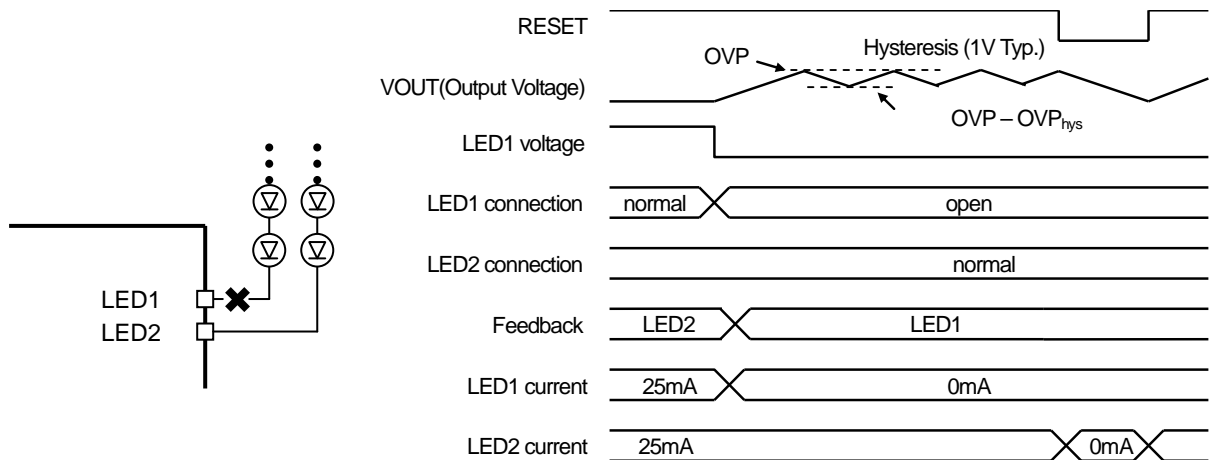 RESET
Hysteresis (1V Typ.)
OVP
VOUT(Output Voltage)
OVP – OVPhys
LED1 voltage
LED1 connection normal open
LED2 connection normal
LED1
LED2
Feedback LED2 LED1
LED1 current 25mA 0mA
LED2 current 25mA 0mA